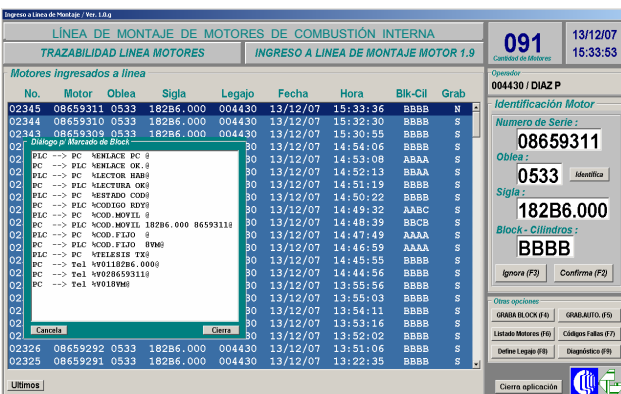 Ingreso a Linea de Montaje / Ver. 1.0.g
LÍNEA DE MONTAJE DE MOTORES DE COMBUSTIÓN INTERNA
TRAZABILIDAD LINEA MOTORES
INGRESO A LINEA DE MONTAJE MOTOR 1.9
091
Cantidad de Motores
13/12/07
15:33:53
Motores ingresados a linea
No. Motor Oblea Sigla Legajo Fecha Hora Blk-Cil Grab
02345 08659311 0533 182B6.000 004430 13/12/07 15:33:36 BBBB N
02344 08659310 0533 182B6.000 004430 13/12/07 15:32:30 BBBB S
02343 08659309 0533 182B6.000 004430 13/12/07 15:30:55 BBBB S
02 30 13/12/07 14:54:06 BBBB S
02 30 13/12/07 14:53:08 ABAA S
02 30 13/12/07 14:52:13 BBAA S
02 30 13/12/07 14:51:19 BBBB S
02 30 13/12/07 14:50:22 BBBB S
02 30 13/12/07 14:49:32 AABC S
02 30 13/12/07 14:48:39 BBCB S
02 30 13/12/07 14:47:49 AAAA S
02 30 13/12/07 14:46:59 AAAA S
02 30 13/12/07 14:45:55 BBBB S
02 30 13/12/07 14:44:56 BBBB S
02 30 13/12/07 13:55:56 BBBB S
02 30 13/12/07 13:55:03 BBBB S
02 30 13/12/07 13:54:11 BBBB S
02 30 13/12/07 13:53:16 BBBB S
02 30 13/12/07 13:52:02 BBBB S
02326 08659292 0533 182B6.000 004430 13/12/07 13:51:06 BBBB S
02325 08659291 0533 182B6.000 004430 13/12/07 13:22:35 BBBB S
Diálogo p/ Marcado de Block
PLC --> PC %ENLACE PC @
PC --> PLC %ENLACE OK.@
PC --> PLC %LECTOR HAB@
PC --> PLC %LECTURA OK@
PLC --> PC %ESTADO COD@
PC --> PLC %CODIGO RDY@
PLC --> PC %COD.MOVIL @
PC --> PLC %COD.MOVIL 182B6.000 8659311@
PLC --> PC %COD.FIJO @
PC --> PLC %COD.FIJO 8VM@
PLC --> PC %TELESIS TX@
PC --> Tel %V01182B6.000@
PC --> Tel %V028659311@
PC --> Tel %V018VM@
Cancela
Cierra
Ultimos
Operador
004430 / DIAZ P
Identificación Motor
Numero de Serie :
08659311
Oblea :
0533
Identifica
Sigla :
182B6.000
Block - Cilindros :
BBBB
Ignora (F3)
Confirma (F2)
Otras opciones
GRABA BLOCK (F4)
GRAB.AUTO. (F5)
Listado Motores (F6)
Códigos Fallas (F7)
Define Legajo (F8)
Diagnóstico (F9)
Cierra aplicación